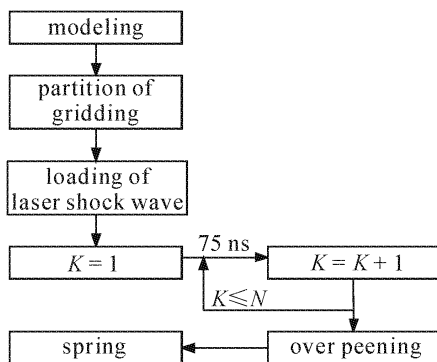 modeling
partition of
gridding
loading of
laser shock wave
K = 1
75 ns
K = K + 1
K ≤ N
spring
over peening